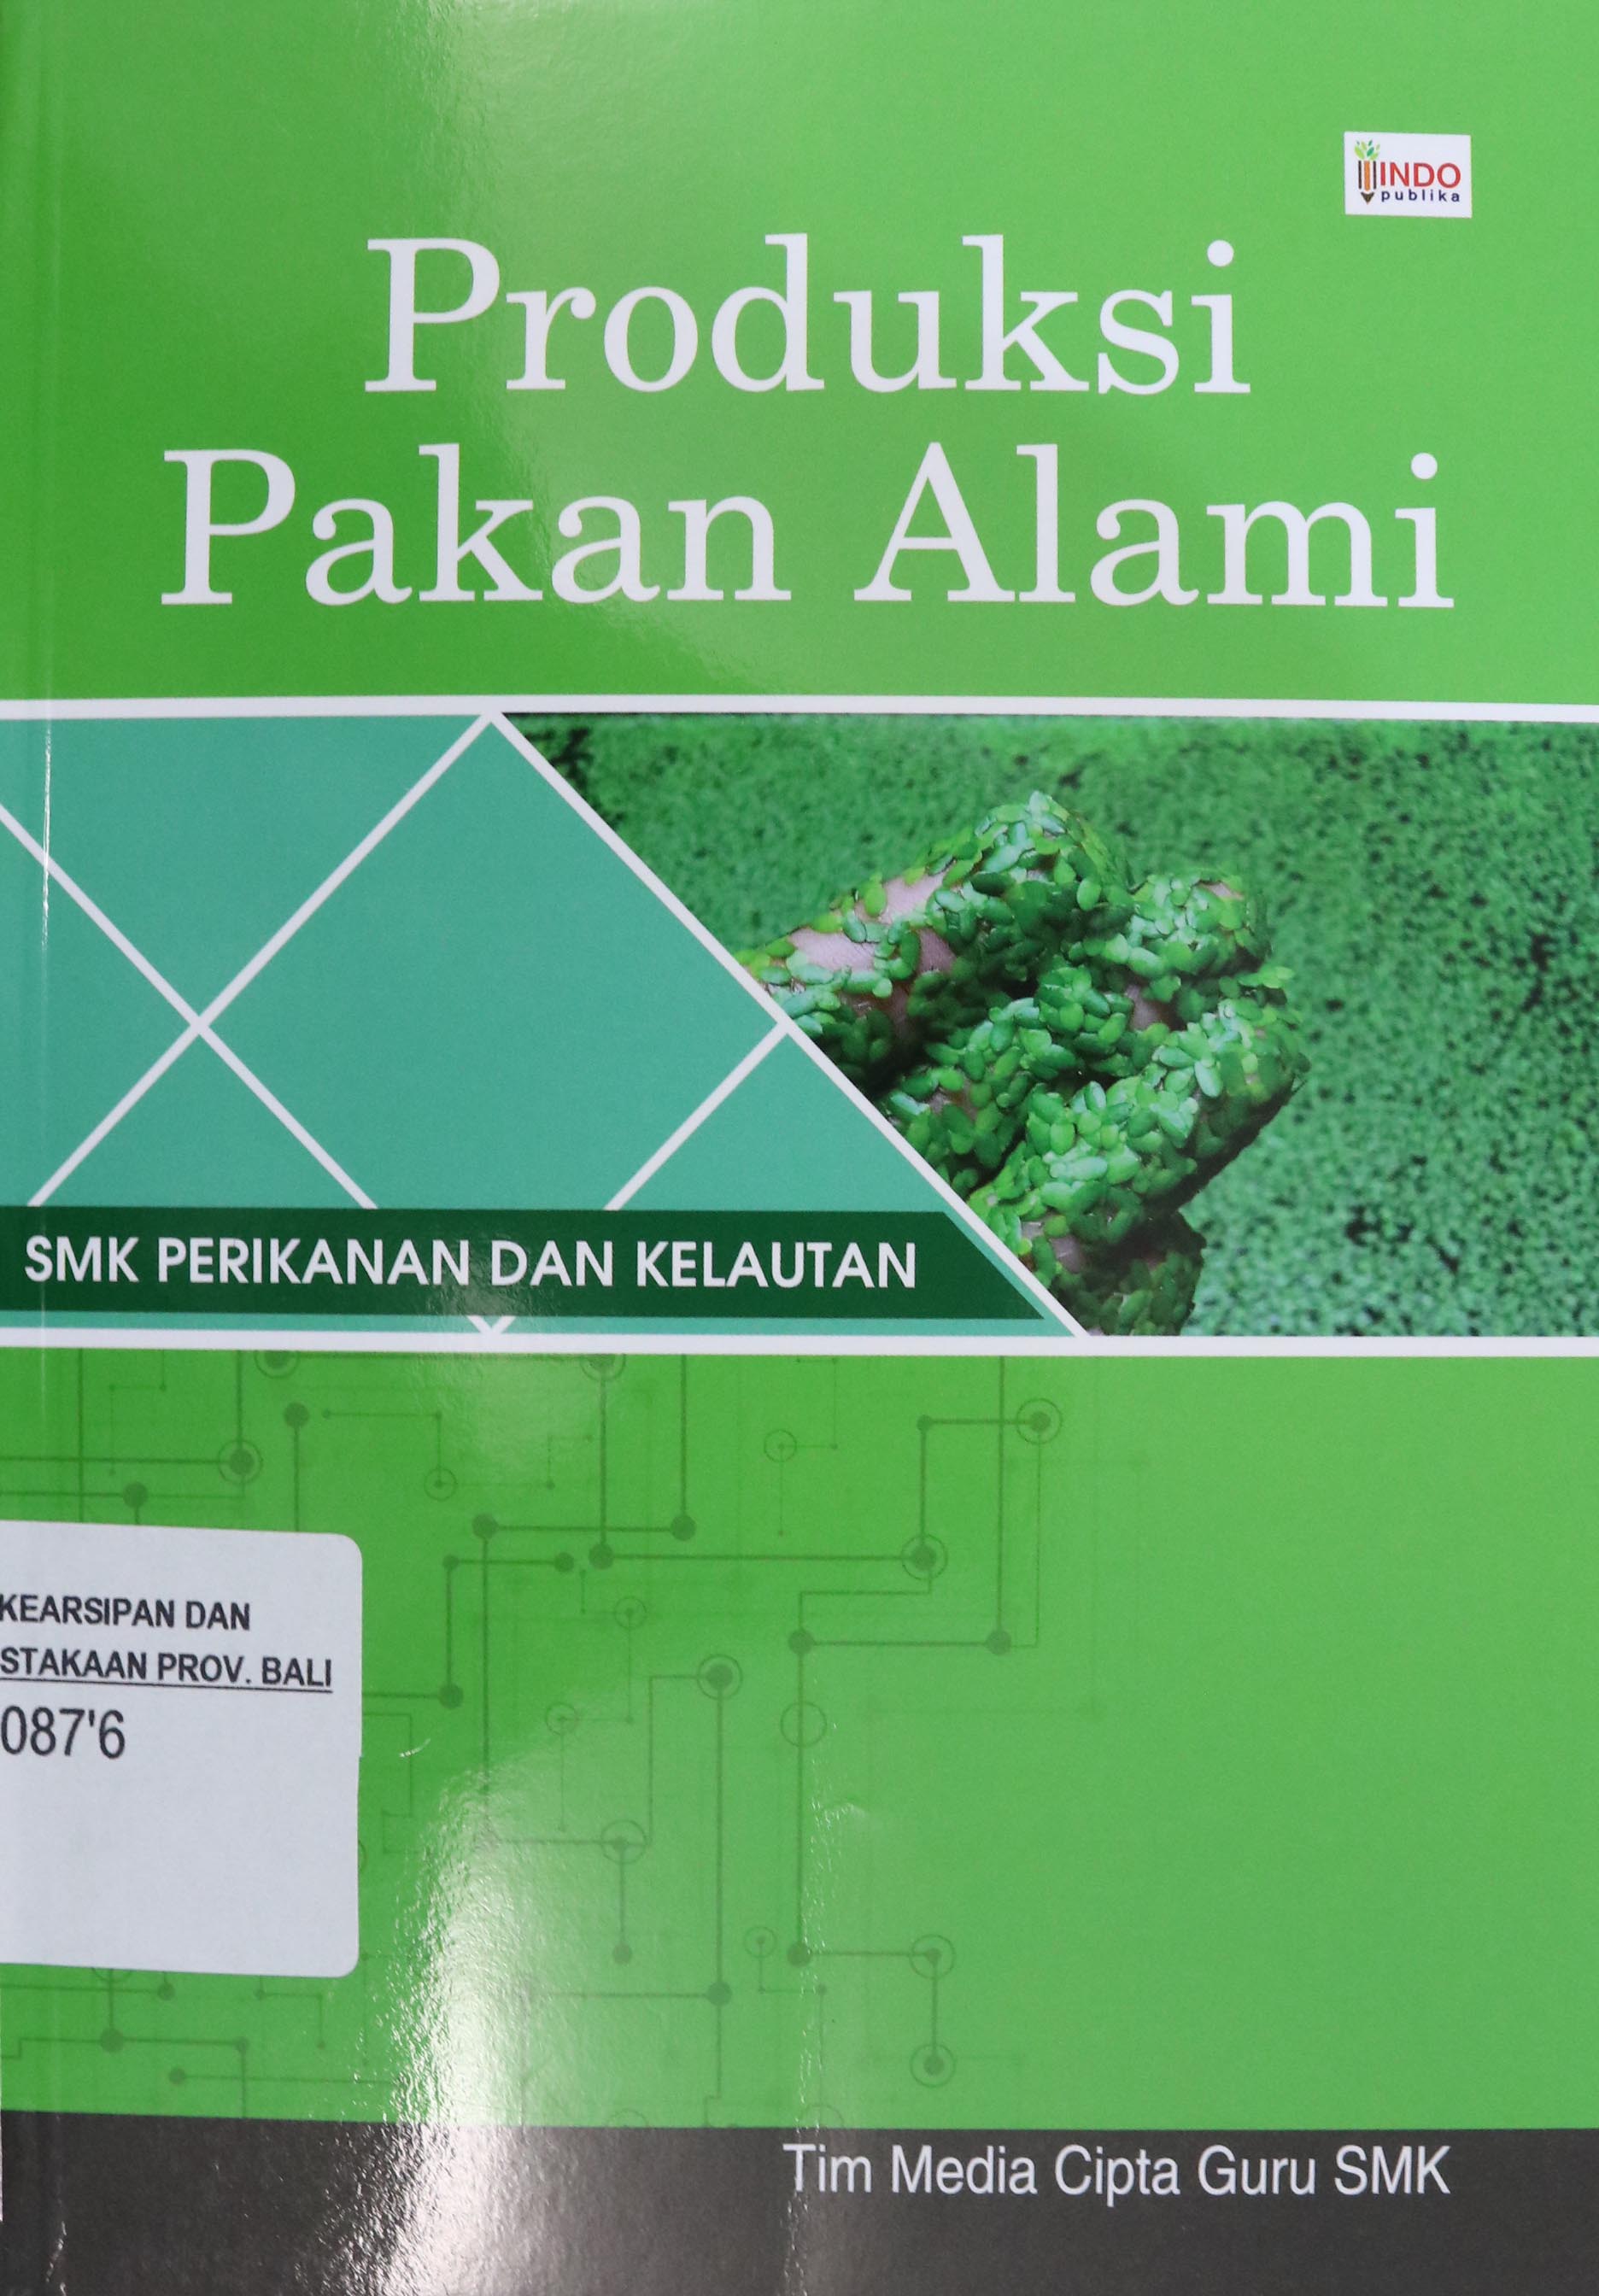 INDO
publika
Produksi
Pakan Alami
SMK PERIKANAN DAN KELAUTAN
KEARSIPAN DAN
STAKAAN PROV. BALI
087'6
Tim Media Cipta Guru SMK